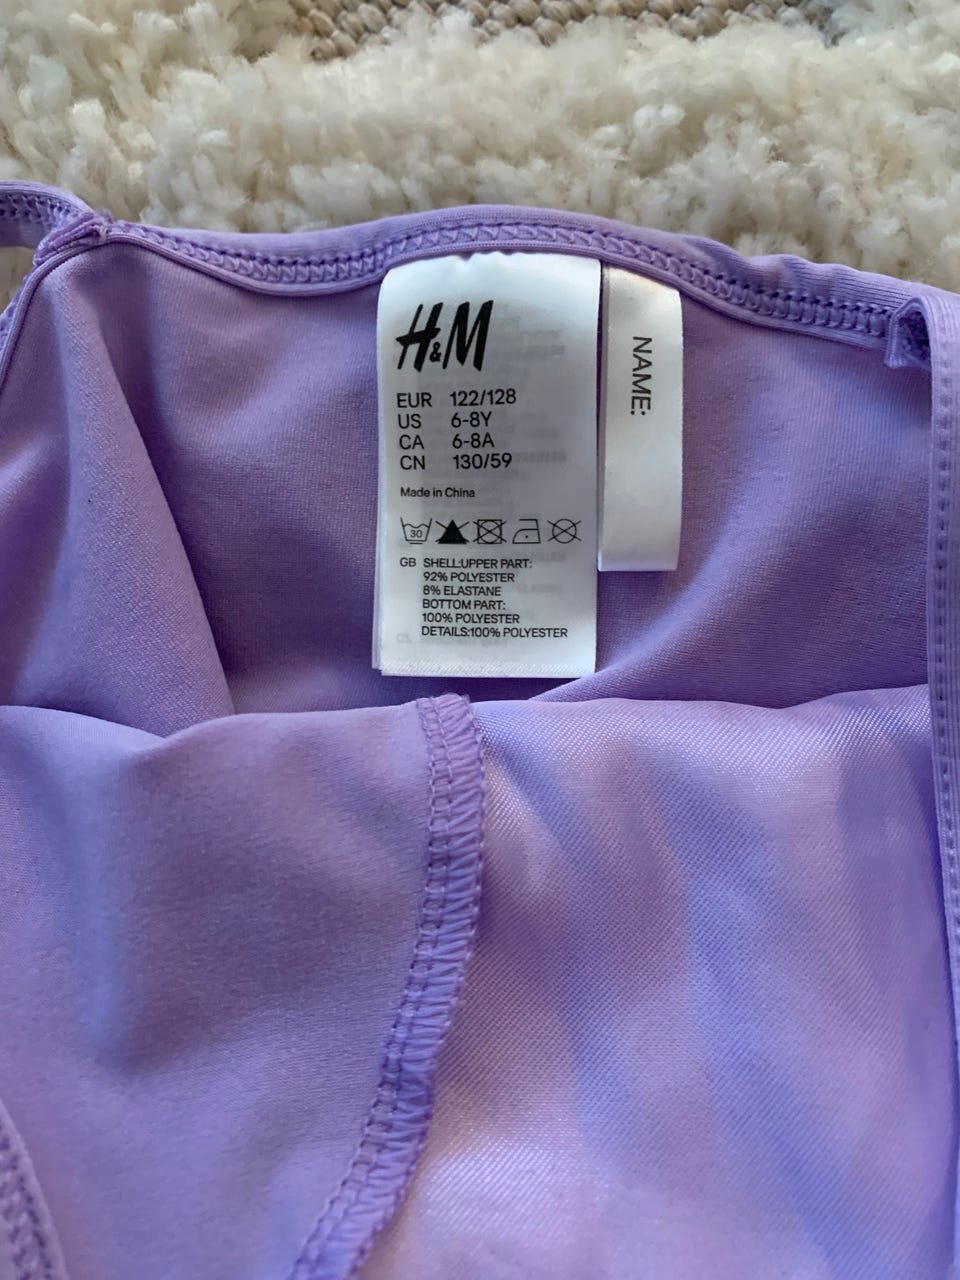 H&M
EUR 122/128
US 6-8Y
CA 6-8A
CN 130/59
Made in China
30
GB SHELL:UPPER PART:
92% POLYESTER
8% ELASTANE
BOTTOM PART:
100% POLYESTER
DETAILS:100% POLYESTER
NAME: